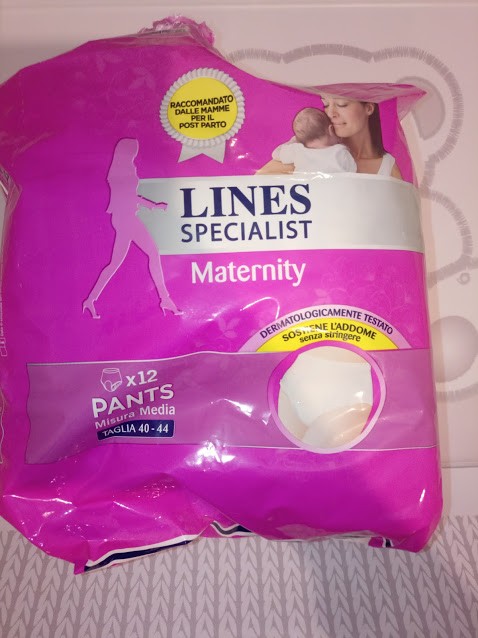 RACCOMANDATO
DALLE MAMME
PER IL
POST PARTO
LINES
SPECIALIST
Maternity
DERMATOLOGICAMENTE TESTATO
SOSTIENE L'ADDOME
senza stringere
x12
PANTS
Misura Media
TAGLIA 40 - 44